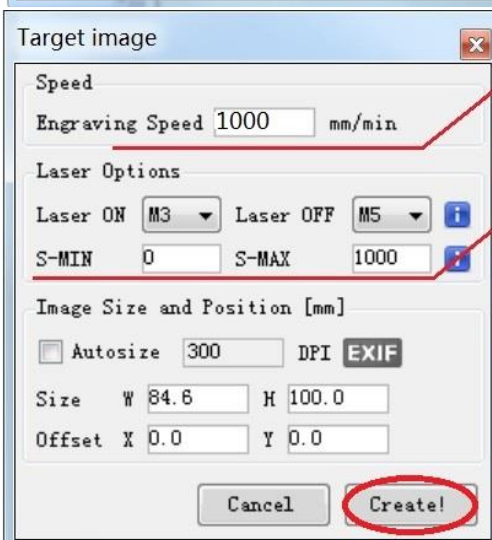 Target image
Speed
Engraving Speed 1000 mm/min
Laser Options
Laser ON M3 Laser OFF M5
S-MIN 0 S-MAX 1000
Image Size and Position [mm]
Autosize 300 DPI EXIF
Size W 84.6 H 100.0
Offset X 0.0 Y 0.0
Cancel Create!